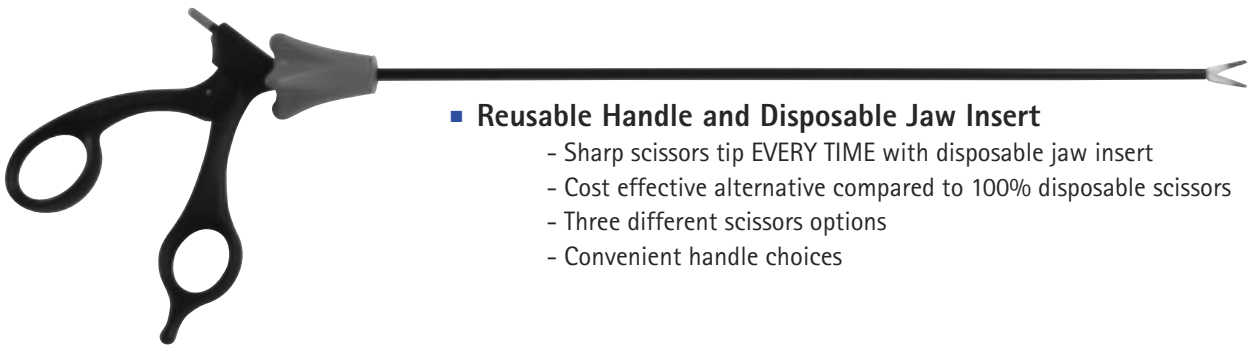 ▪ Reusable Handle and Disposable Jaw Insert
- Sharp scissors tip EVERY TIME with disposable jaw insert
- Cost effective alternative compared to 100% disposable scissors
- Three different scissors options
- Convenient handle choices